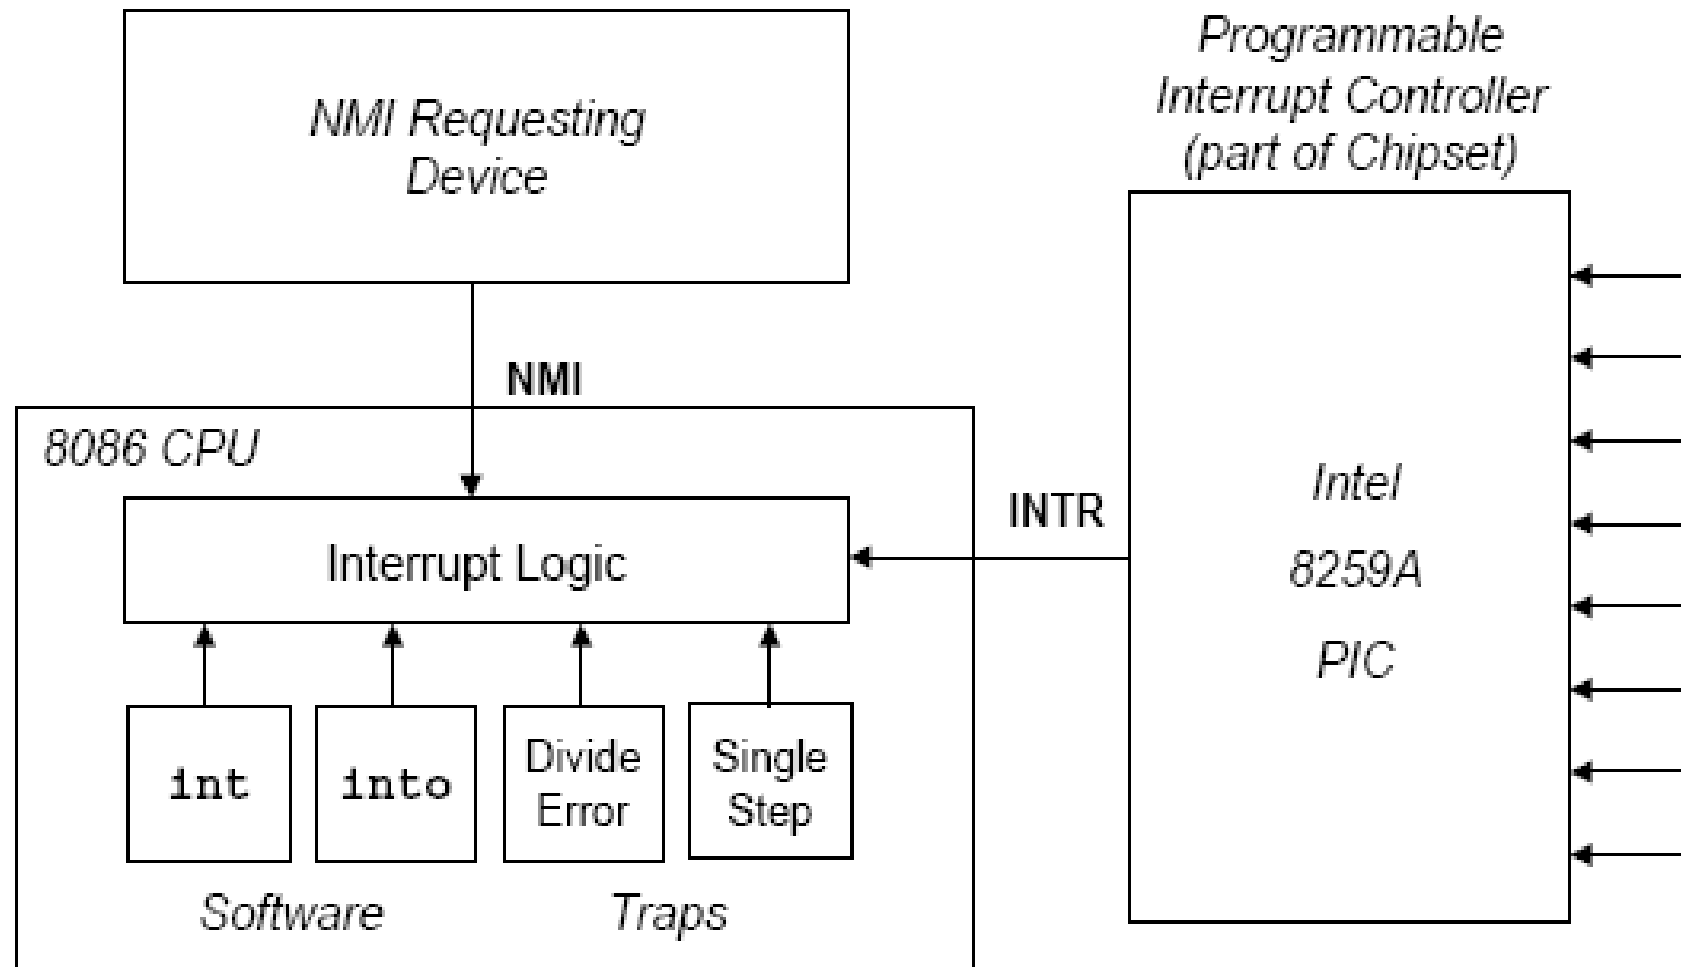 NMI Requesting
Device
Programmable
Interrupt Controller
(part of Chipset)
NMI
8086 CPU
Interrupt Logic
INTR
Intel
8259A
PIC
int
into
Divide
Error
Single
Step
Software
Traps